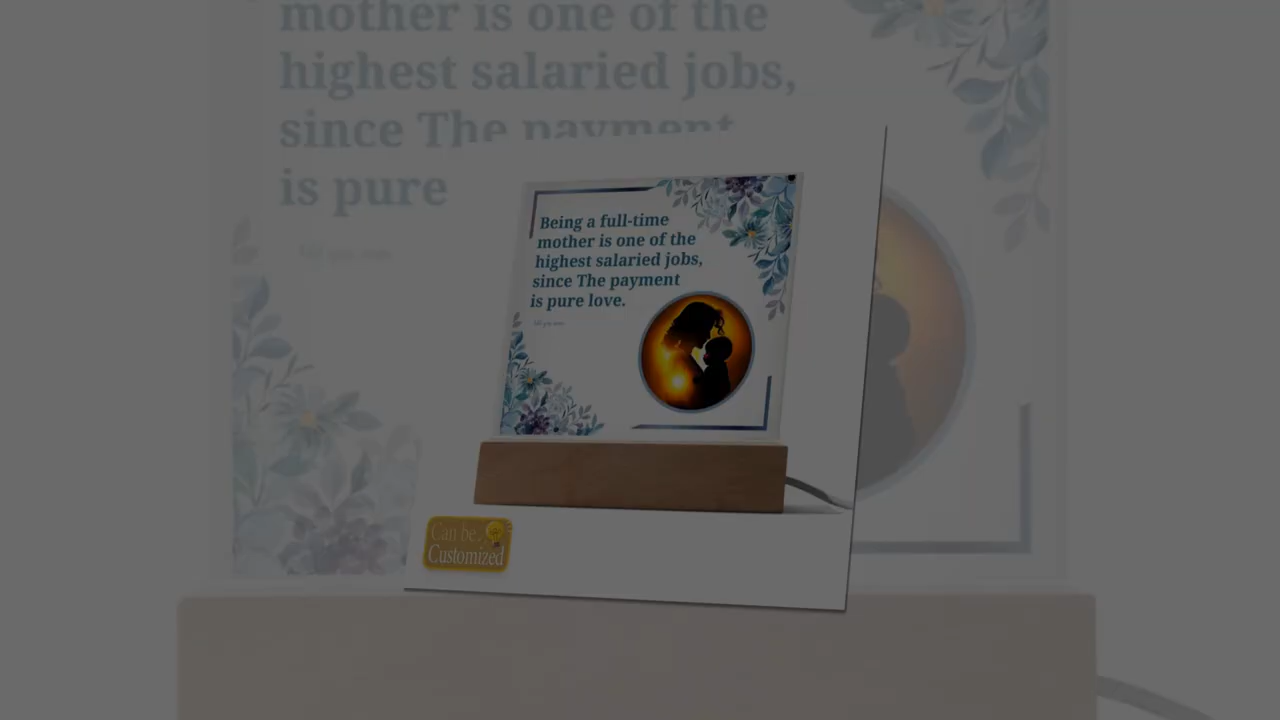 mother is one of the
highest salaried jobs,
since The payment
is pure
Being a full-time
mother is one of the
highest salaried jobs,
since The payment
is pure love.
Can be
Customized